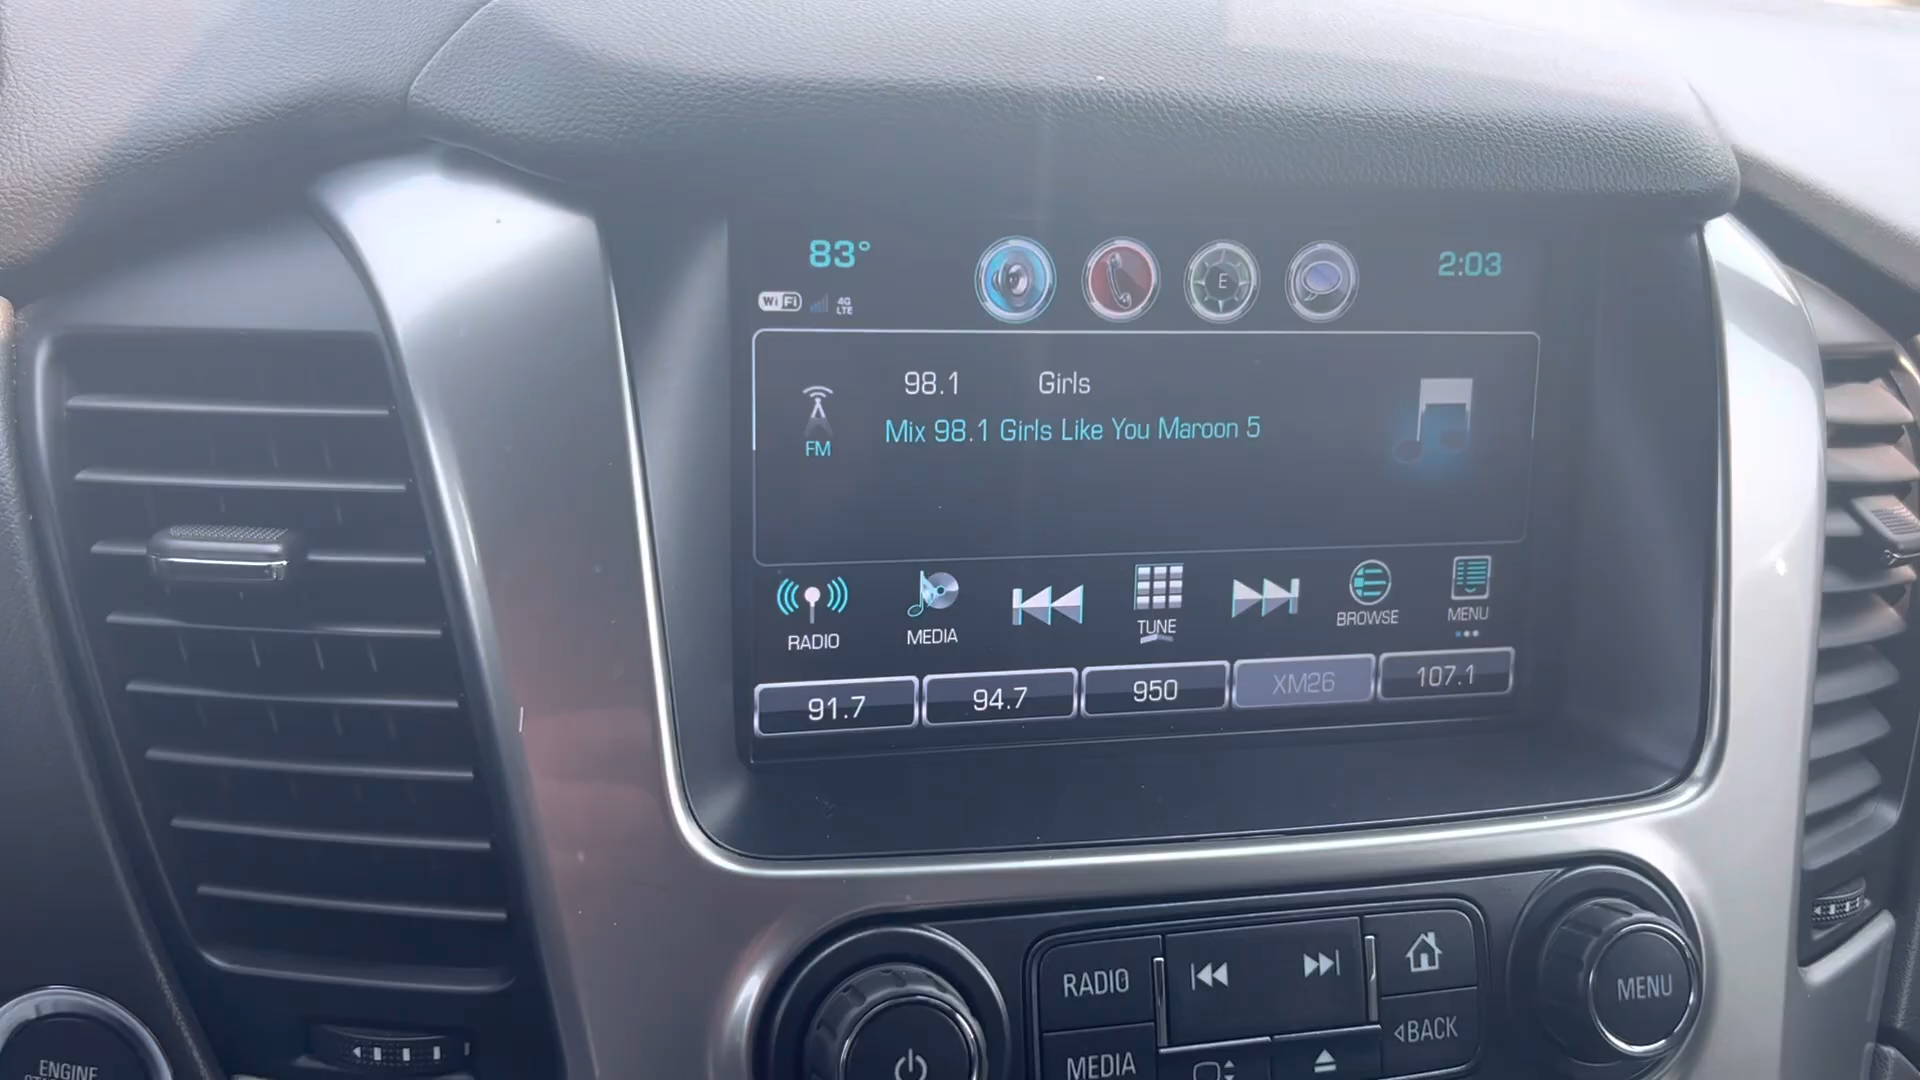 83°
2:03
WiFi
4G
LTE
E
98.1 Girls
Mix 98.1 Girls Like You Maroon 5
FM
RADIO
MEDIA
TUNE
BROWSE
MENU
91.7
94.7
950
XM26
107.1
RADIO
MENU
BACK
MEDIA
ENGINE